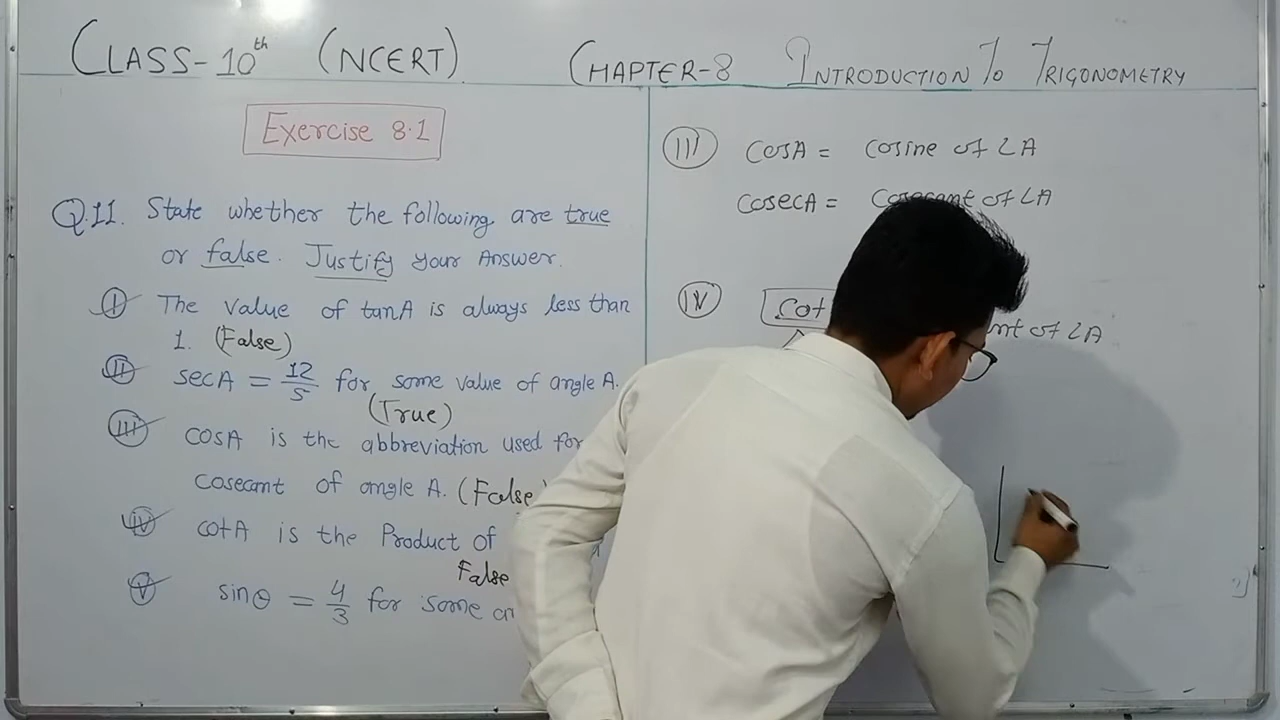 CLASS-10th (NCERT). CHAPTER-8 INTRODUCTION TO TRIGONOMETRY
Exercise 8.1
Q.11. State whether the following are true
or false. Justify your Answer.
(I) The value of tanA is always less than
1. (False)
(II) secA = 12/5 for some value of angle A.
(True)
(III) cosA is the abbreviation used for
cosecant of angle A. (False)
(iv) cotA is the Product of
False
(V) sinθ = 4/3 for some
(III) cosA = cosine of ∠A
cosecA = Cosecant of ∠A
(IV) cot
of ∠A